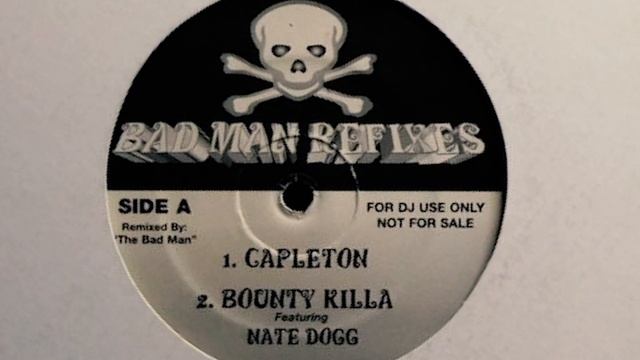 BAD MAN REFIXES
SIDE A
Remixed By:
"The Bad Man"
FOR DJ USE ONLY
NOT FOR SALE
1. CAPLETON
2. BOUNTY KILLA
Featuring
NATE DOGG